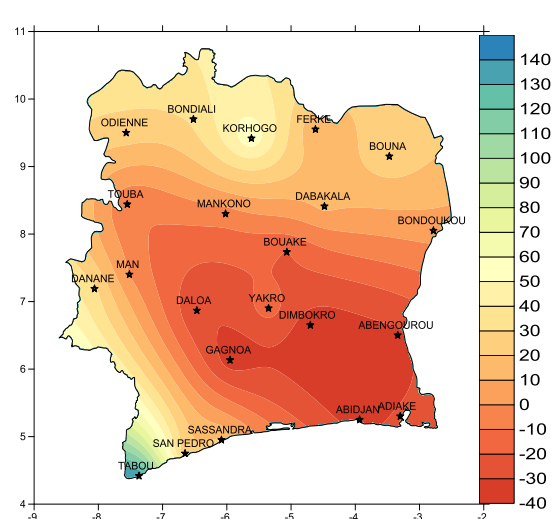 11
10
9
8
7
6
5
4
-9
-8
-7
-6
-5
-4
-3
-2
BONDIALI
ODIENNE
KORHOGO
FERKE
BOUNA
TOUBA
MANKONO
DABAKALA
BONDOUKOU
BOUAKE
MAN
DANANE
DALOA
YAKRO
DIMBOKRO
ABENGOUROU
GAGNOA
ABIDJAN
ADIAKE
SASSANDRA
SAN PEDRO
TABOU
140
130
120
110
100
90
80
70
60
50
40
30
20
10
0
-10
-20
-30
-40